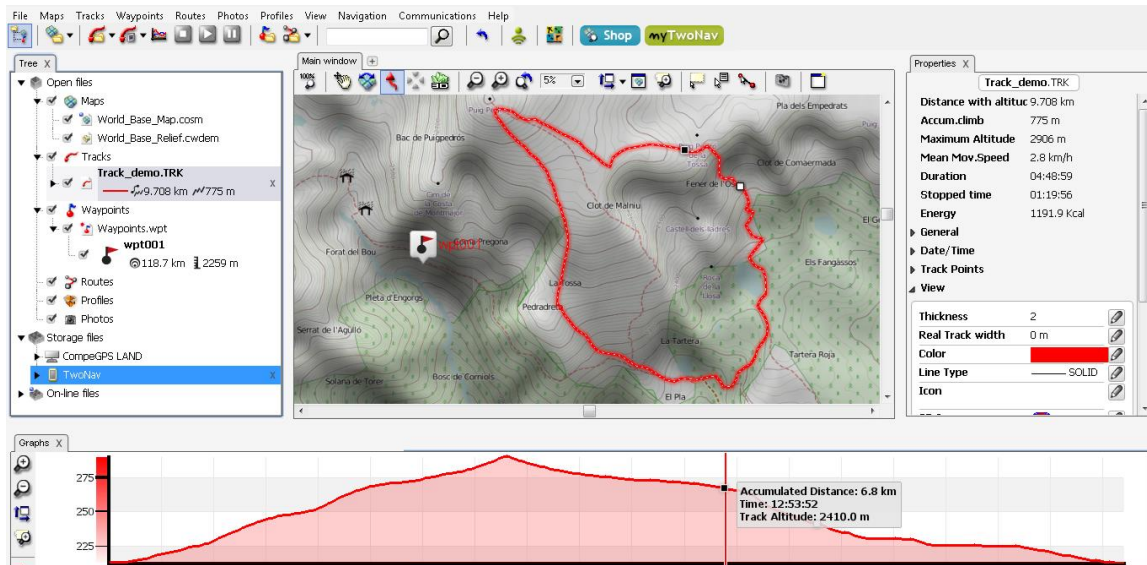 File Maps Tracks Waypoints Routes Photos Profiles View Navigation Communications Help
Shop
myTwoNav
Tree X
Open files
Maps
World_Base_Map.cosm
World_Base_Relief.cwdem
Tracks
Track_demo.TRK
9.708 km 775 m
X
Waypoints
Waypoints.wpt
wpt001
118.7 km 2259 m
Routes
Profiles
Photos
Storage files
CompeGPS LAND
TwoNav
X
On-line files
Main window
100%
5%
Pla dels Empedrats
Bac de Puigpedrós
Clot de Comaermada
Fener de l'Os
Clot de Malniu
Castell dels Lladres
Forat del Bou
wpt001
Els Fangassos
La Tossa
Pleta d'Engorgs
Pedradreta
Serrat de l'Agulló
La Tartera
Tartera Roja
Solana de Torer
Bosc de Comiols
El Pla
Properties X
Track_demo.TRK
Distance with altituc 9.708 km
Accum.climb 775 m
Maximum Altitude 2906 m
Mean Mov.Speed 2.8 km/h
Duration 04:48:59
Stopped time 01:19:56
Energy 1191.9 Kcal
General
Date/Time
Track Points
View
Thickness 2
Real Track width 0 m
Color
Line Type SOLID
Icon
Graphs X
275
250
225
Accumulated Distance: 6.8 km
Time: 12:53:52
Track Altitude: 2410.0 m